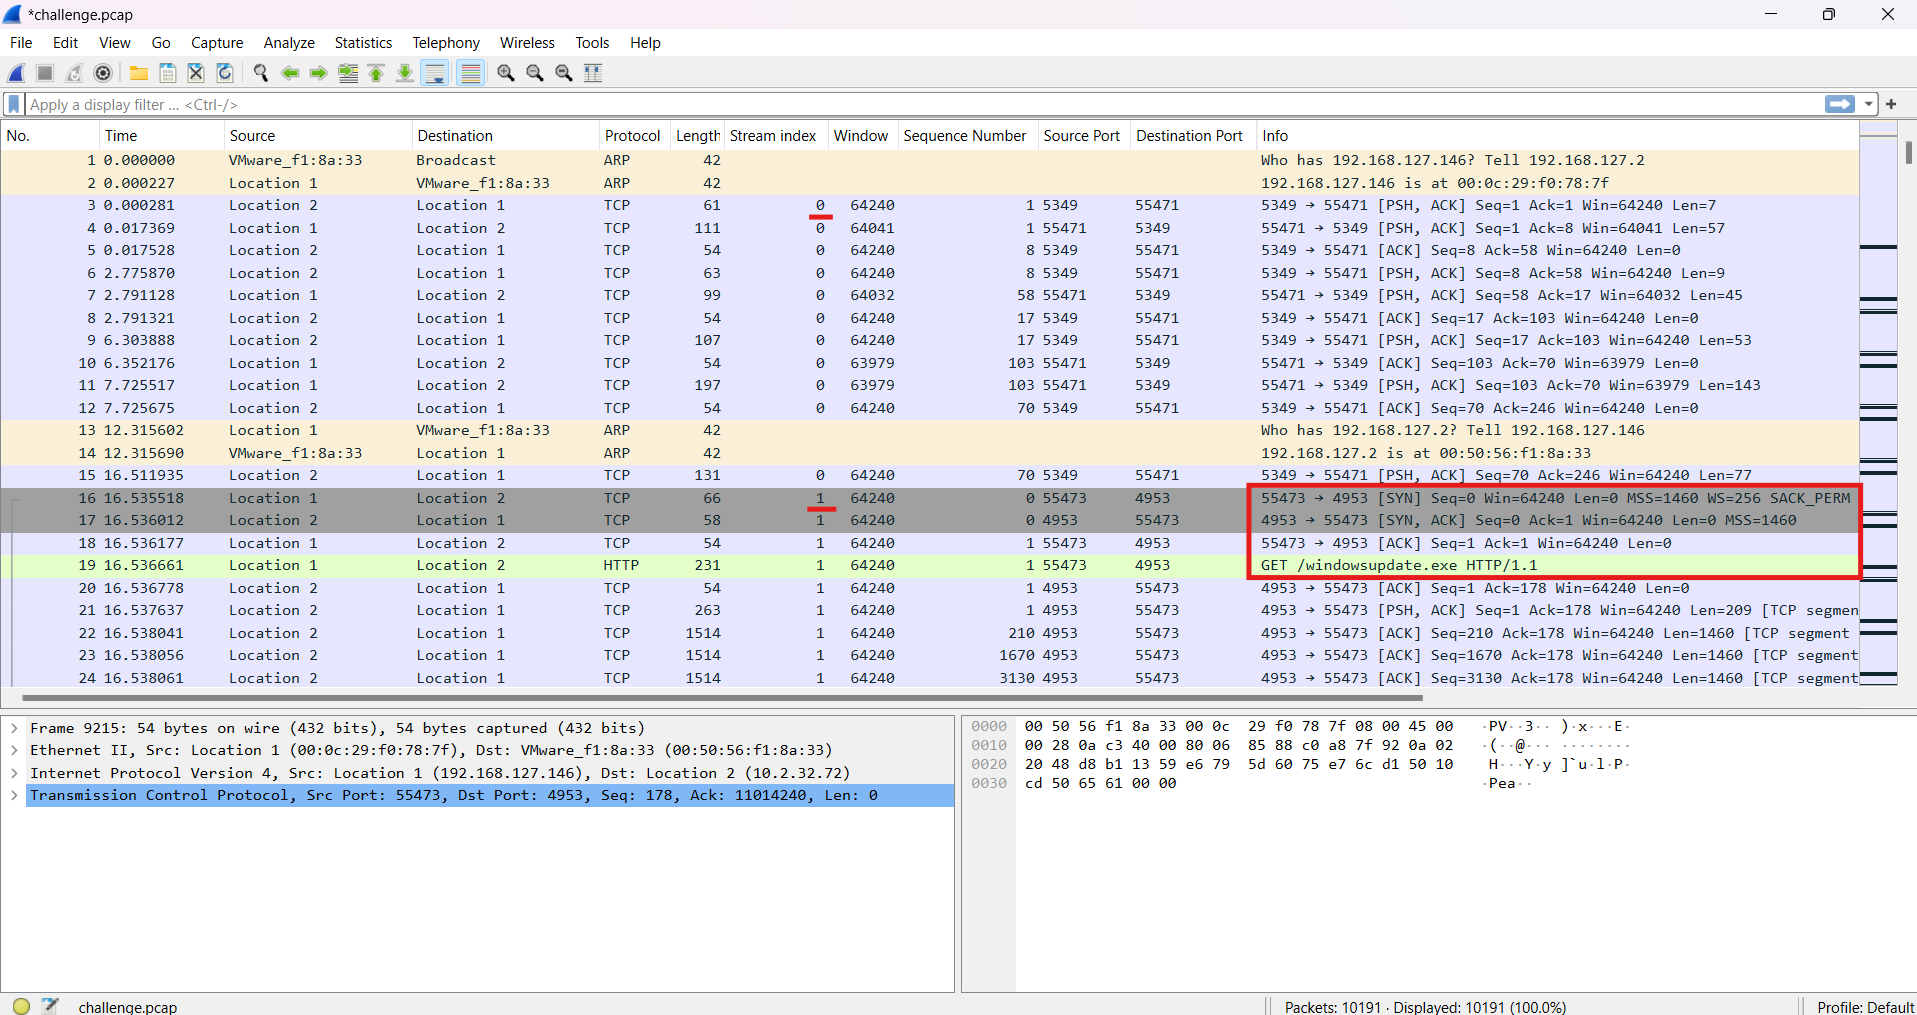 *challenge.pcap
File Edit View Go Capture Analyze Statistics Telephony Wireless Tools Help
Apply a display filter ... <Ctrl-/>
No. Time Source Destination Protocol Length Stream index Window Sequence Number Source Port Destination Port Info
1 0.000000 VMware_f1:8a:33 Broadcast ARP 42 Who has 192.168.127.146? Tell 192.168.127.2
2 0.000227 Location 1 VMware_f1:8a:33 ARP 42 192.168.127.146 is at 00:0c:29:f0:78:7f
3 0.000281 Location 2 Location 1 TCP 61 0 64240 1 5349 55471 5349 → 55471 [PSH, ACK] Seq=1 Ack=1 Win=64240 Len=7
4 0.017369 Location 1 Location 2 TCP 111 0 64041 1 55471 5349 55471 → 5349 [PSH, ACK] Seq=1 Ack=8 Win=64041 Len=57
5 0.017528 Location 2 Location 1 TCP 54 0 64240 8 5349 55471 5349 → 55471 [ACK] Seq=8 Ack=58 Win=64240 Len=0
6 2.775870 Location 2 Location 1 TCP 63 0 64240 8 5349 55471 5349 → 55471 [PSH, ACK] Seq=8 Ack=58 Win=64240 Len=9
7 2.791128 Location 1 Location 2 TCP 99 0 64032 58 55471 5349 55471 → 5349 [PSH, ACK] Seq=58 Ack=17 Win=64032 Len=45
8 2.791321 Location 2 Location 1 TCP 54 0 64240 17 5349 55471 5349 → 55471 [ACK] Seq=17 Ack=103 Win=64240 Len=0
9 6.303888 Location 2 Location 1 TCP 107 0 64240 17 5349 55471 5349 → 55471 [PSH, ACK] Seq=17 Ack=103 Win=64240 Len=53
10 6.352176 Location 1 Location 2 TCP 54 0 63979 103 55471 5349 55471 → 5349 [ACK] Seq=103 Ack=70 Win=63979 Len=0
11 7.725517 Location 1 Location 2 TCP 197 0 63979 103 55471 5349 55471 → 5349 [PSH, ACK] Seq=103 Ack=70 Win=63979 Len=143
12 7.725675 Location 2 Location 1 TCP 54 0 64240 70 5349 55471 5349 → 55471 [ACK] Seq=70 Ack=246 Win=64240 Len=0
13 12.315602 Location 1 VMware_f1:8a:33 ARP 42 Who has 192.168.127.2? Tell 192.168.127.146
14 12.315690 VMware_f1:8a:33 Location 1 ARP 42 192.168.127.2 is at 00:50:56:f1:8a:33
15 16.511935 Location 2 Location 1 TCP 131 0 64240 70 5349 55471 5349 → 55471 [PSH, ACK] Seq=70 Ack=246 Win=64240 Len=77
16 16.535518 Location 1 Location 2 TCP 66 1 64240 0 55473 4953 55473 → 4953 [SYN] Seq=0 Win=64240 Len=0 MSS=1460 WS=256 SACK_PERM
17 16.536012 Location 2 Location 1 TCP 58 1 64240 0 4953 55473 4953 → 55473 [SYN, ACK] Seq=0 Ack=1 Win=64240 Len=0 MSS=1460
18 16.536177 Location 1 Location 2 TCP 54 1 64240 1 55473 4953 55473 → 4953 [ACK] Seq=1 Ack=1 Win=64240 Len=0
19 16.536661 Location 1 Location 2 HTTP 231 1 64240 1 55473 4953 GET /windowsupdate.exe HTTP/1.1
20 16.536778 Location 2 Location 1 TCP 54 1 64240 1 4953 55473 4953 → 55473 [ACK] Seq=1 Ack=178 Win=64240 Len=0
21 16.537637 Location 2 Location 1 TCP 263 1 64240 1 4953 55473 4953 → 55473 [PSH, ACK] Seq=1 Ack=178 Win=64240 Len=209 [TCP segmen
22 16.538041 Location 2 Location 1 TCP 1514 1 64240 210 4953 55473 4953 → 55473 [ACK] Seq=210 Ack=178 Win=64240 Len=1460 [TCP segment
23 16.538056 Location 2 Location 1 TCP 1514 1 64240 1670 4953 55473 4953 → 55473 [ACK] Seq=1670 Ack=178 Win=64240 Len=1460 [TCP segment
24 16.538061 Location 2 Location 1 TCP 1514 1 64240 3130 4953 55473 4953 → 55473 [ACK] Seq=3130 Ack=178 Win=64240 Len=1460 [TCP segment
Frame 9215: 54 bytes on wire (432 bits), 54 bytes captured (432 bits)
Ethernet II, Src: Location 1 (00:0c:29:f0:78:7f), Dst: VMware_f1:8a:33 (00:50:56:f1:8a:33)
Internet Protocol Version 4, Src: Location 1 (192.168.127.146), Dst: Location 2 (10.2.32.72)
Transmission Control Protocol, Src Port: 55473, Dst Port: 4953, Seq: 178, Ack: 11014240, Len: 0
0000 00 50 56 f1 8a 33 00 0c 29 f0 78 7f 08 00 45 00 ·PV··3·· )·x···E·
0010 00 28 0a c3 40 00 80 06 85 88 c0 a8 7f 92 0a 02 ·(··@··· ········
0020 20 48 d8 b1 13 59 e6 79 5d 60 75 e7 6c d1 50 10 H···Y·y ]`u·l·P·
0030 cd 50 65 61 00 00 ·Pea··
challenge.pcap
Packets: 10191 · Displayed: 10191 (100.0%)
Profile: Default